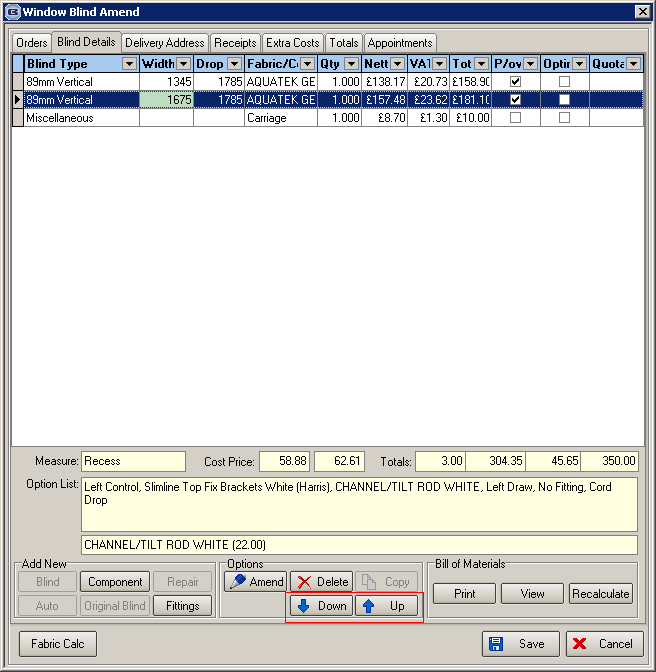 Window Blind Amend
Orders Blind Details Delivery Address Receipts Extra Costs Totals Appointments
Blind Type Width Drop Fabric/Co Qty Nett VAT Tot P/ov Optin Quota
89mm Vertical 1345 1785 AQUATEK GE 1.000 £138.17 £20.73 £158.90
89mm Vertical 1675 1785 AQUATEK GE 1.000 £157.48 £23.62 £181.10
Miscellaneous Carriage 1.000 £8.70 £1.30 £10.00
Measure: Recess Cost Price: 58.88 62.61 Totals: 3.00 304.35 45.65 350.00
Option List: Left Control, Slimline Top Fix Brackets White (Harris), CHANNEL/TILT ROD WHITE, Left Draw, No Fitting, Cord
Drop
CHANNEL/TILT ROD WHITE (22.00)
Add New Options Bill of Materials
Blind Component Repair Amend Delete Copy Print View Recalculate
Auto Original Blind Fittings Down Up
Fabric Calc Save Cancel